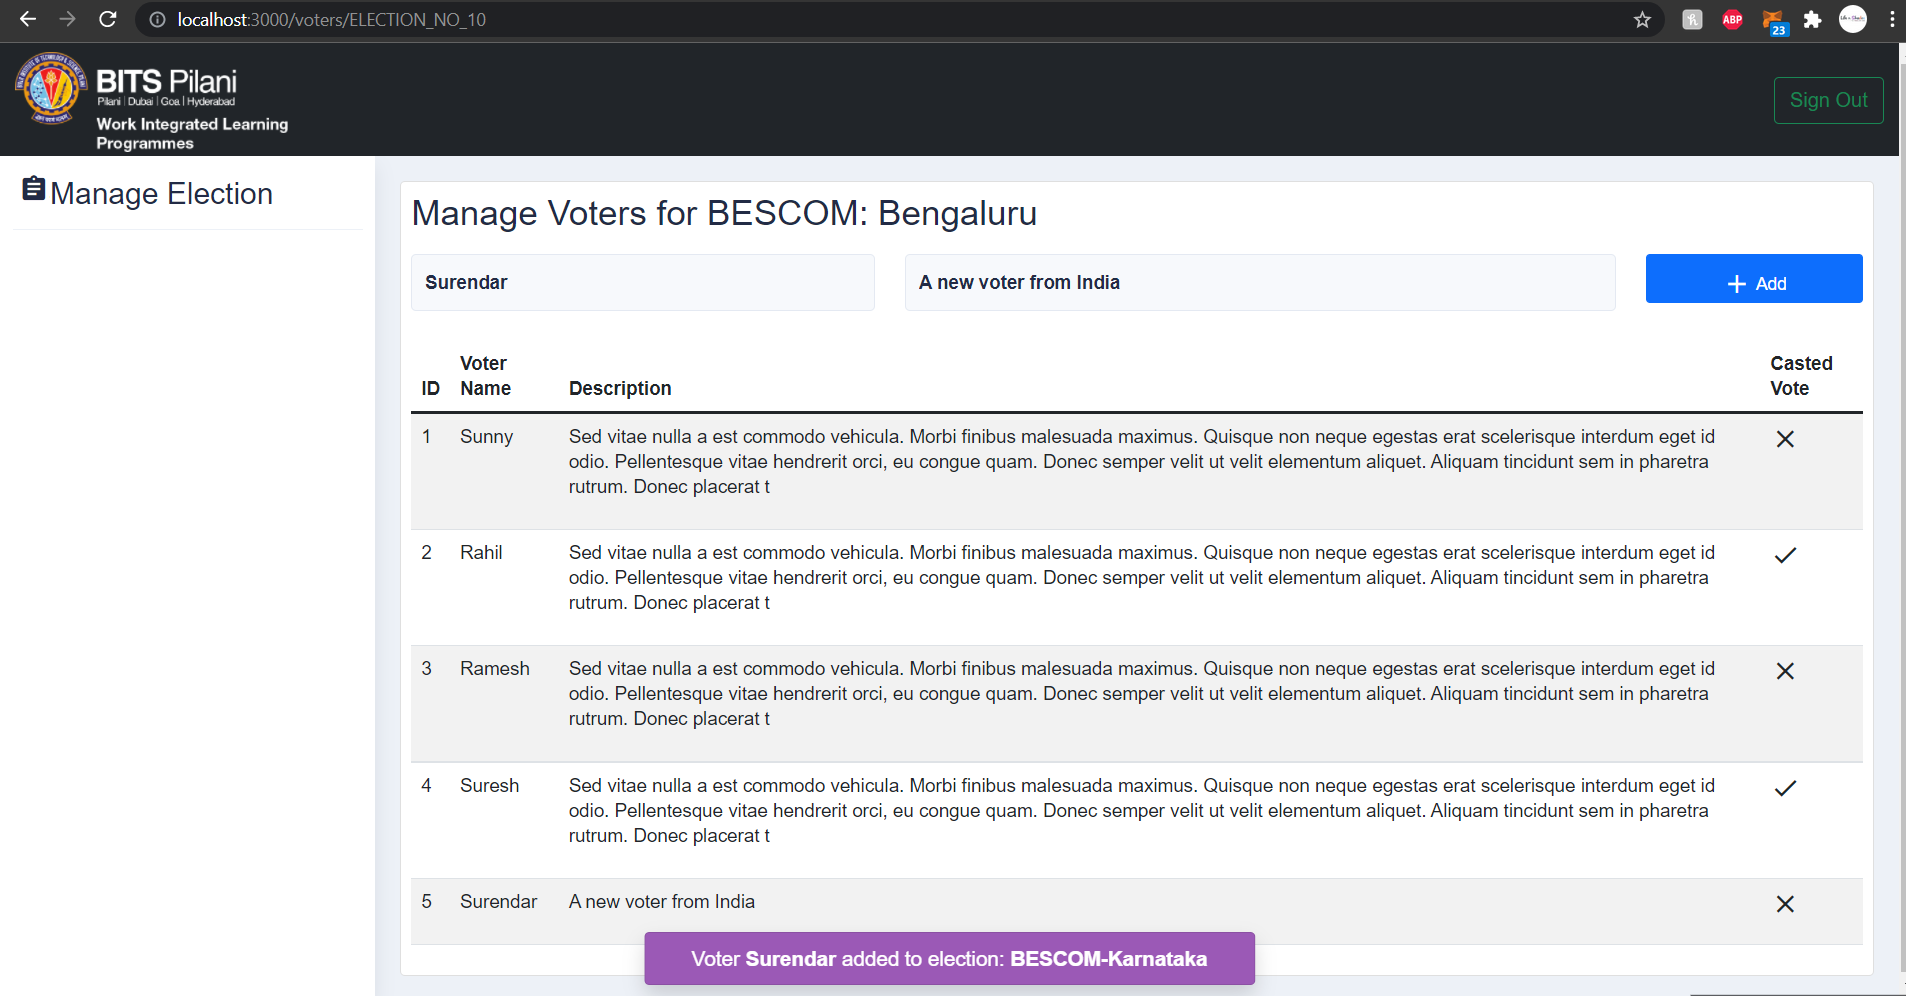 localhost:3000/voters/ELECTION_NO_10
ABP
23
BITS Pilani
Pilani | Dubai | Goa | Hyderabad
Work Integrated Learning
Programmes
Sign Out
Manage Election
Manage Voters for BESCOM: Bengaluru
Surendar
A new voter from India
+ Add
ID
Voter
Name
Description
Casted
Vote
1 Sunny Sed vitae nulla a est commodo vehicula. Morbi finibus malesuada maximus. Quisque non neque egestas erat scelerisque interdum eget id
odio. Pellentesque vitae hendrerit orci, eu congue quam. Donec semper velit ut velit elementum aliquet. Aliquam tincidunt sem in pharetra
rutrum. Donec placerat t
2 Rahil Sed vitae nulla a est commodo vehicula. Morbi finibus malesuada maximus. Quisque non neque egestas erat scelerisque interdum eget id
odio. Pellentesque vitae hendrerit orci, eu congue quam. Donec semper velit ut velit elementum aliquet. Aliquam tincidunt sem in pharetra
rutrum. Donec placerat t
3 Ramesh Sed vitae nulla a est commodo vehicula. Morbi finibus malesuada maximus. Quisque non neque egestas erat scelerisque interdum eget id
odio. Pellentesque vitae hendrerit orci, eu congue quam. Donec semper velit ut velit elementum aliquet. Aliquam tincidunt sem in pharetra
rutrum. Donec placerat t
4 Suresh Sed vitae nulla a est commodo vehicula. Morbi finibus malesuada maximus. Quisque non neque egestas erat scelerisque interdum eget id
odio. Pellentesque vitae hendrerit orci, eu congue quam. Donec semper velit ut velit elementum aliquet. Aliquam tincidunt sem in pharetra
rutrum. Donec placerat t
5 Surendar A new voter from India
Voter Surendar added to election: BESCOM-Karnataka